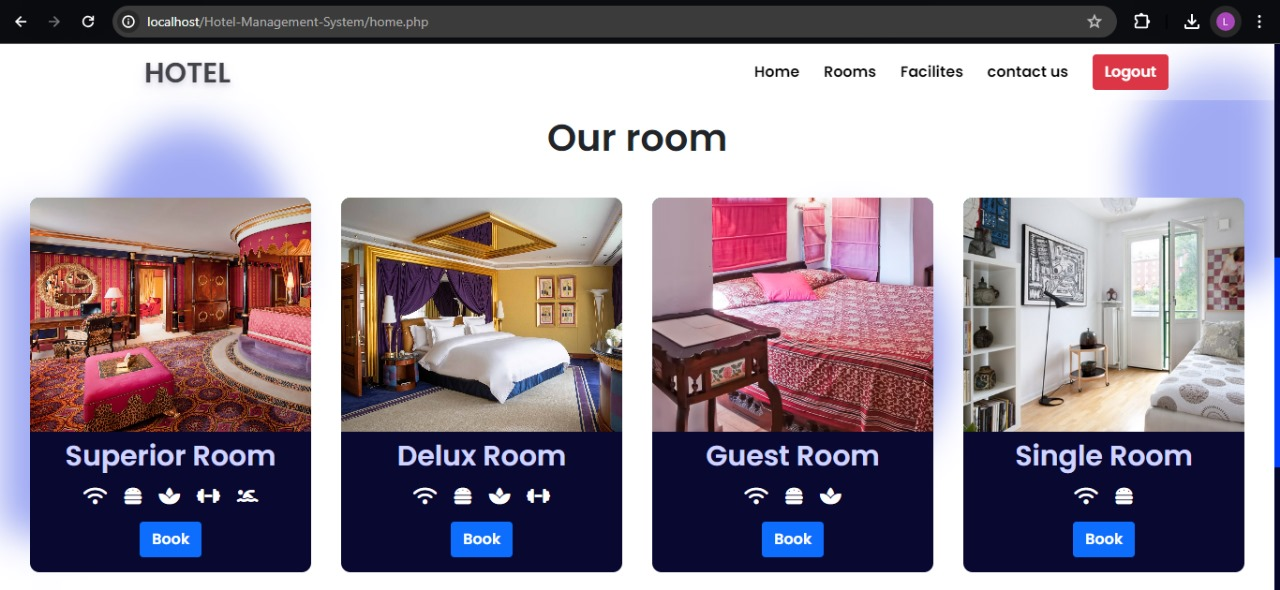 localhost/Hotel-Management-System/home.php
L
HOTEL
Home Rooms Facilites contact us Logout
Our room
Superior Room Delux Room Guest Room Single Room
Book Book Book Book